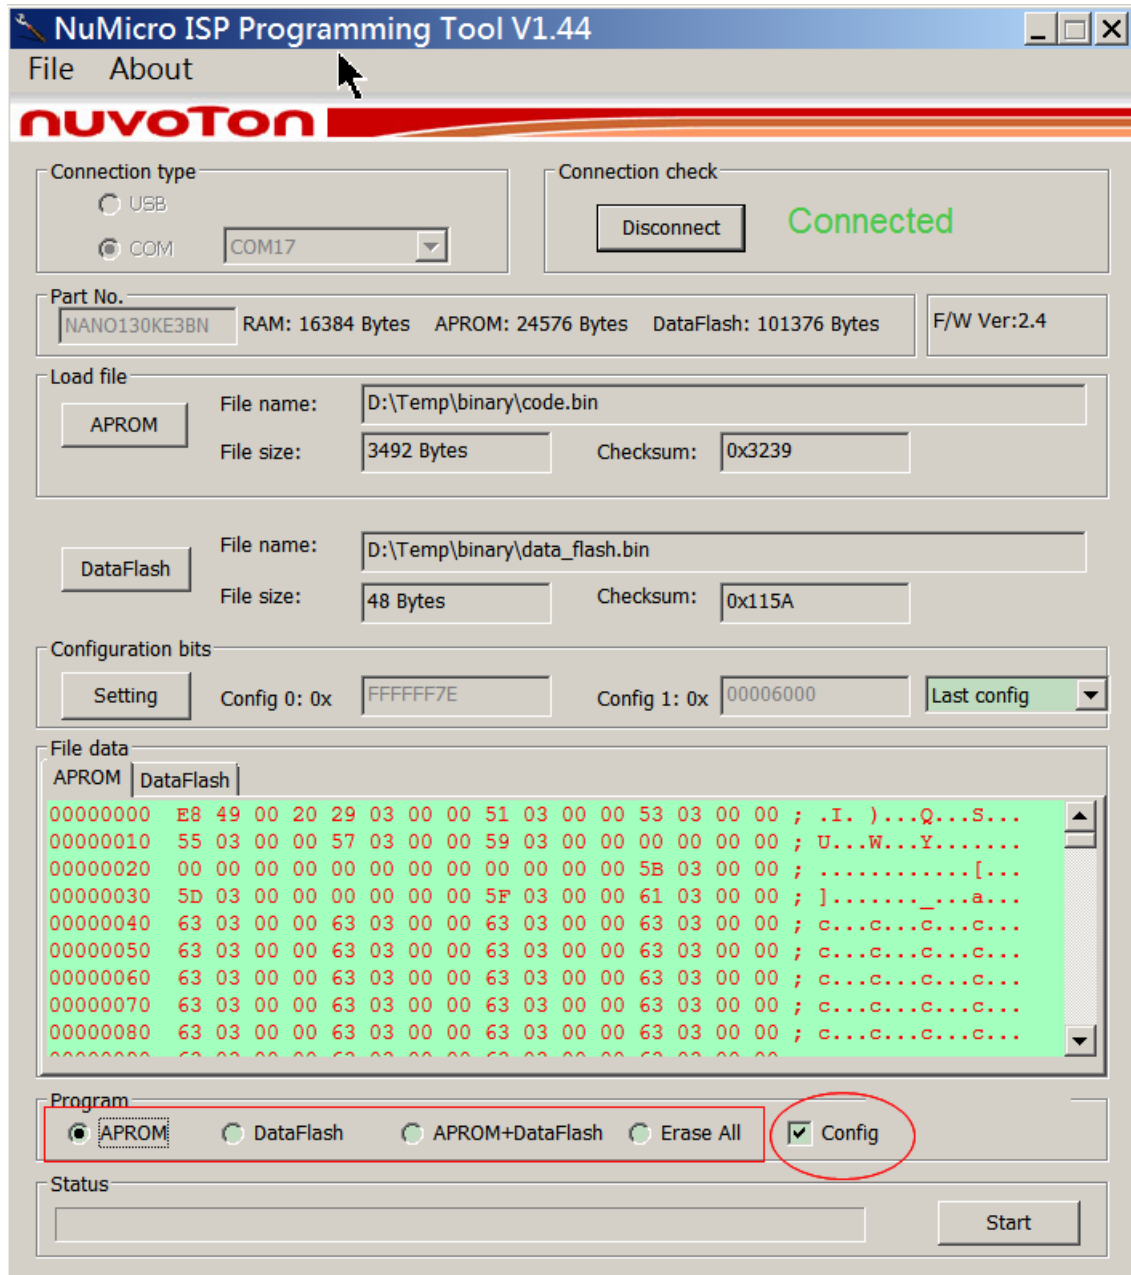 NuMicro ISP Programming Tool V1.44
File About
nuvoTon
Connection type
USB
COM COM17
Connection check
Disconnect Connected
Part No.
NANO130KE3BN RAM: 16384 Bytes APROM: 24576 Bytes DataFlash: 101376 Bytes F/W Ver:2.4
Load file
APROM File name: D:\Temp\binary\code.bin
File size: 3492 Bytes Checksum: 0x3239
DataFlash File name: D:\Temp\binary\data_flash.bin
File size: 48 Bytes Checksum: 0x115A
Configuration bits
Setting Config 0: 0x FFFFFF7E Config 1: 0x 00006000 Last config
File data
APROM DataFlash
00000000 E8 49 00 20 29 03 00 00 51 03 00 00 53 03 00 00 ; .I. )...Q...S...
00000010 55 03 00 00 57 03 00 00 59 03 00 00 00 00 00 00 ; U...W...Y.......
00000020 00 00 00 00 00 00 00 00 00 00 00 00 5B 03 00 00 ; ............[...
00000030 5D 03 00 00 00 00 00 00 5F 03 00 00 61 03 00 00 ; ]......._...a...
00000040 63 03 00 00 63 03 00 00 63 03 00 00 63 03 00 00 ; c...c...c...c...
00000050 63 03 00 00 63 03 00 00 63 03 00 00 63 03 00 00 ; c...c...c...c...
00000060 63 03 00 00 63 03 00 00 63 03 00 00 63 03 00 00 ; c...c...c...c...
00000070 63 03 00 00 63 03 00 00 63 03 00 00 63 03 00 00 ; c...c...c...c...
00000080 63 03 00 00 63 03 00 00 63 03 00 00 63 03 00 00 ; c...c...c...c...
Program
APROM DataFlash APROM+DataFlash Erase All Config
Status
Start